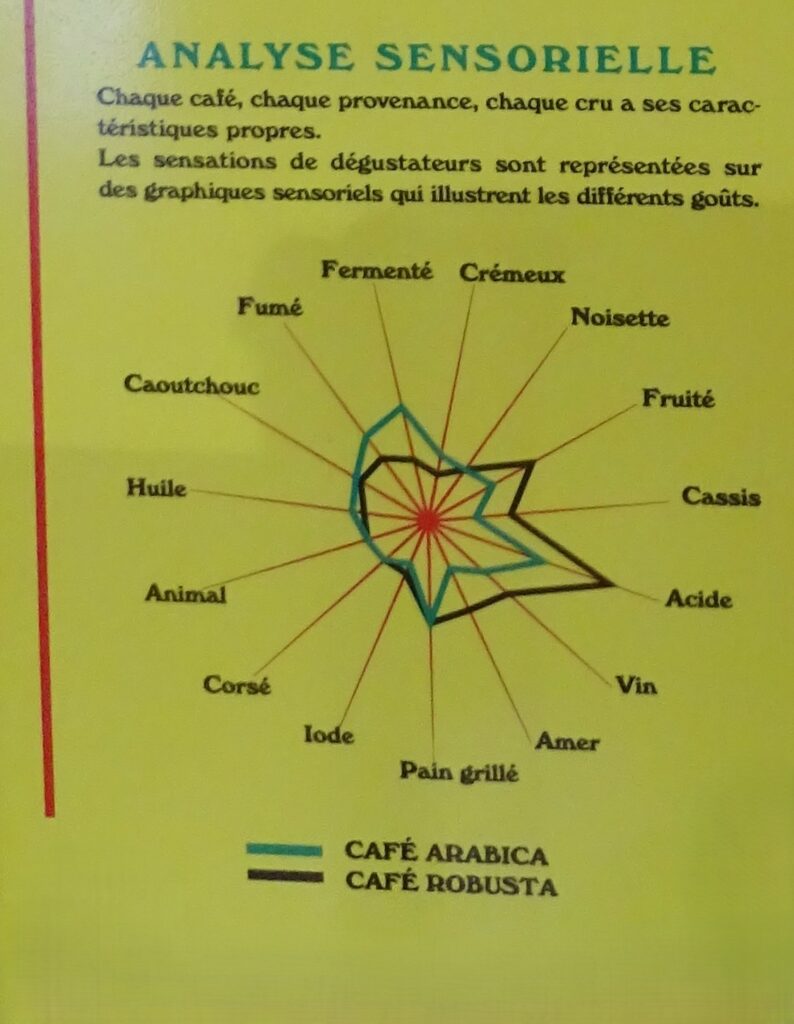 ANALYSE SENSORIELLE
Chaque café, chaque provenance, chaque cru a ses carac-
téristiques propres.
Les sensations de dégustateurs sont représentées sur
des graphiques sensoriels qui illustrent les différents goûts.
Fermenté
Crémeux
Fumé
Noisette
Caoutchouc
Fruité
Huile
Cassis
Animal
Acide
Corsé
Vin
Iode
Amer
Pain grillé
CAFÉ ARABICA
CAFÉ ROBUSTA